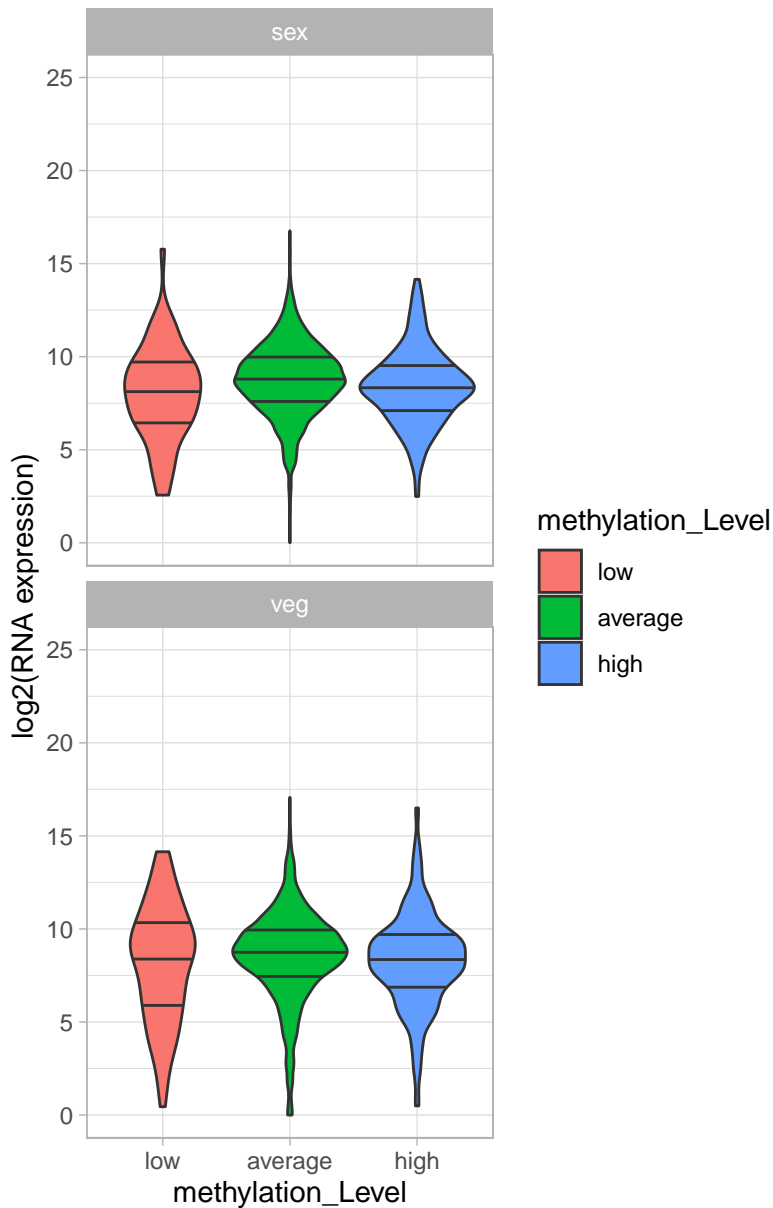 sex
25
20
15
10
5
0
log2(RNA expression)
veg
25
20
15
10
5
0
low average high
methylation_Level
methylation_Level
low
average
high